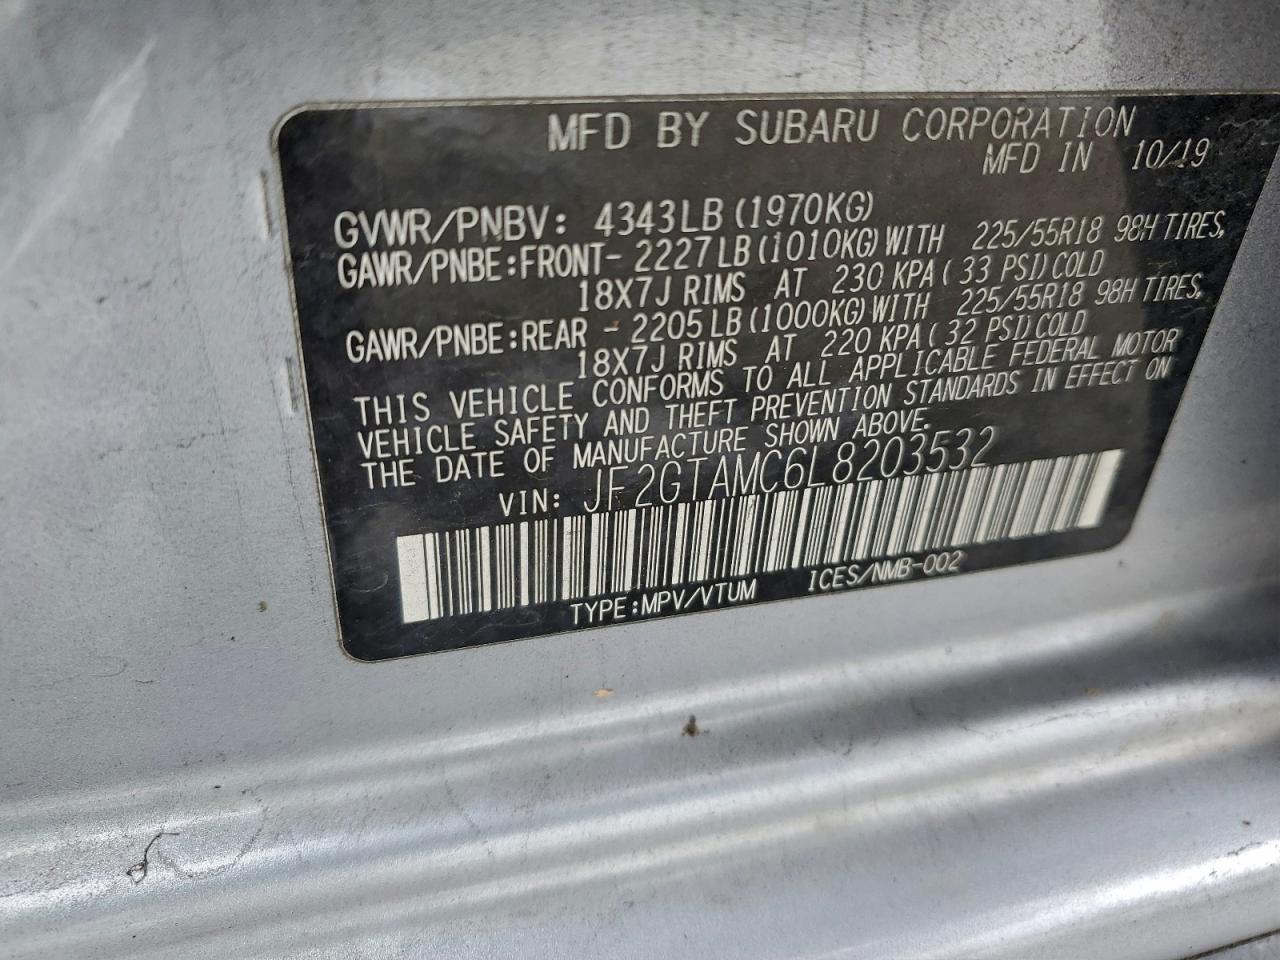 MFD BY SUBARU CORPORATION
MFD IN 10/19
GVWR/PNBV: 4343LB(1970KG)
GAWR/PNBE:FRONT- 2227LB(1010KG)WITH 225/55R18 98H TIRES,
18X7J RIMS AT 230 KPA(33 PSI)COLD
GAWR/PNBE:REAR - 2205LB(1000KG)WITH 225/55R18 98H TIRES,
18X7J RIMS AT 220 KPA(32 PSI)COLD
THIS VEHICLE CONFORMS TO ALL APPLICABLE FEDERAL MOTOR
VEHICLE SAFETY AND THEFT PREVENTION STANDARDS IN EFFECT ON
THE DATE OF MANUFACTURE SHOWN ABOVE.
VIN: JF2GTAMC6L8203532
TYPE:MPV/VTUM ICES/NMB-002